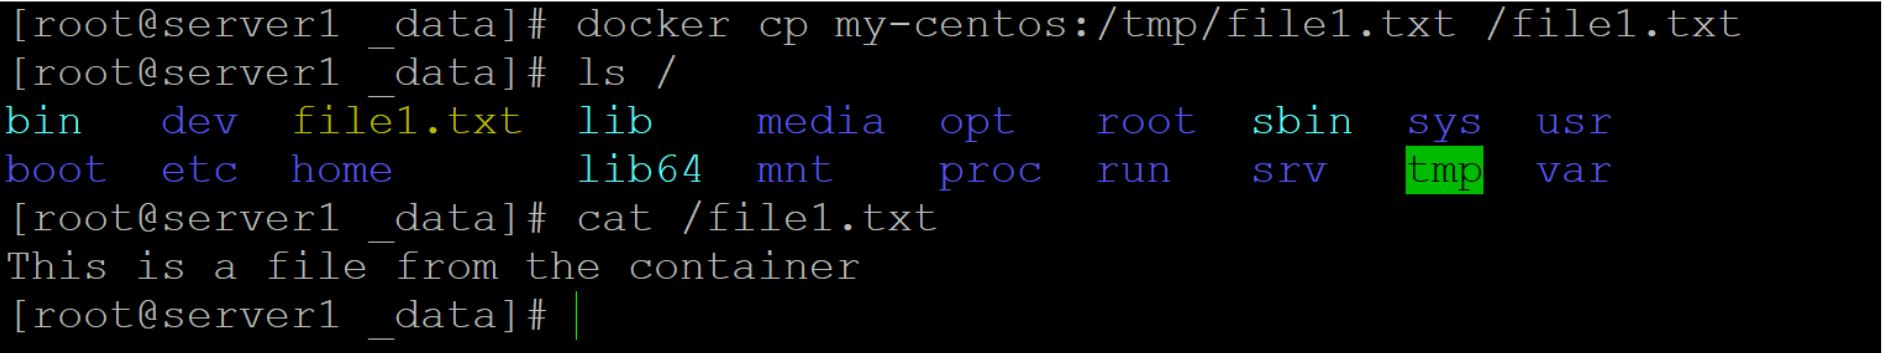 [root@server1 _data]# docker cp my-centos:/tmp/file1.txt /file1.txt
[root@server1 _data]# ls /
bin dev file1.txt lib media opt root sbin sys usr
boot etc home lib64 mnt proc run srv tmp var
[root@server1 _data]# cat /file1.txt
This is a file from the container
[root@server1 _data]#